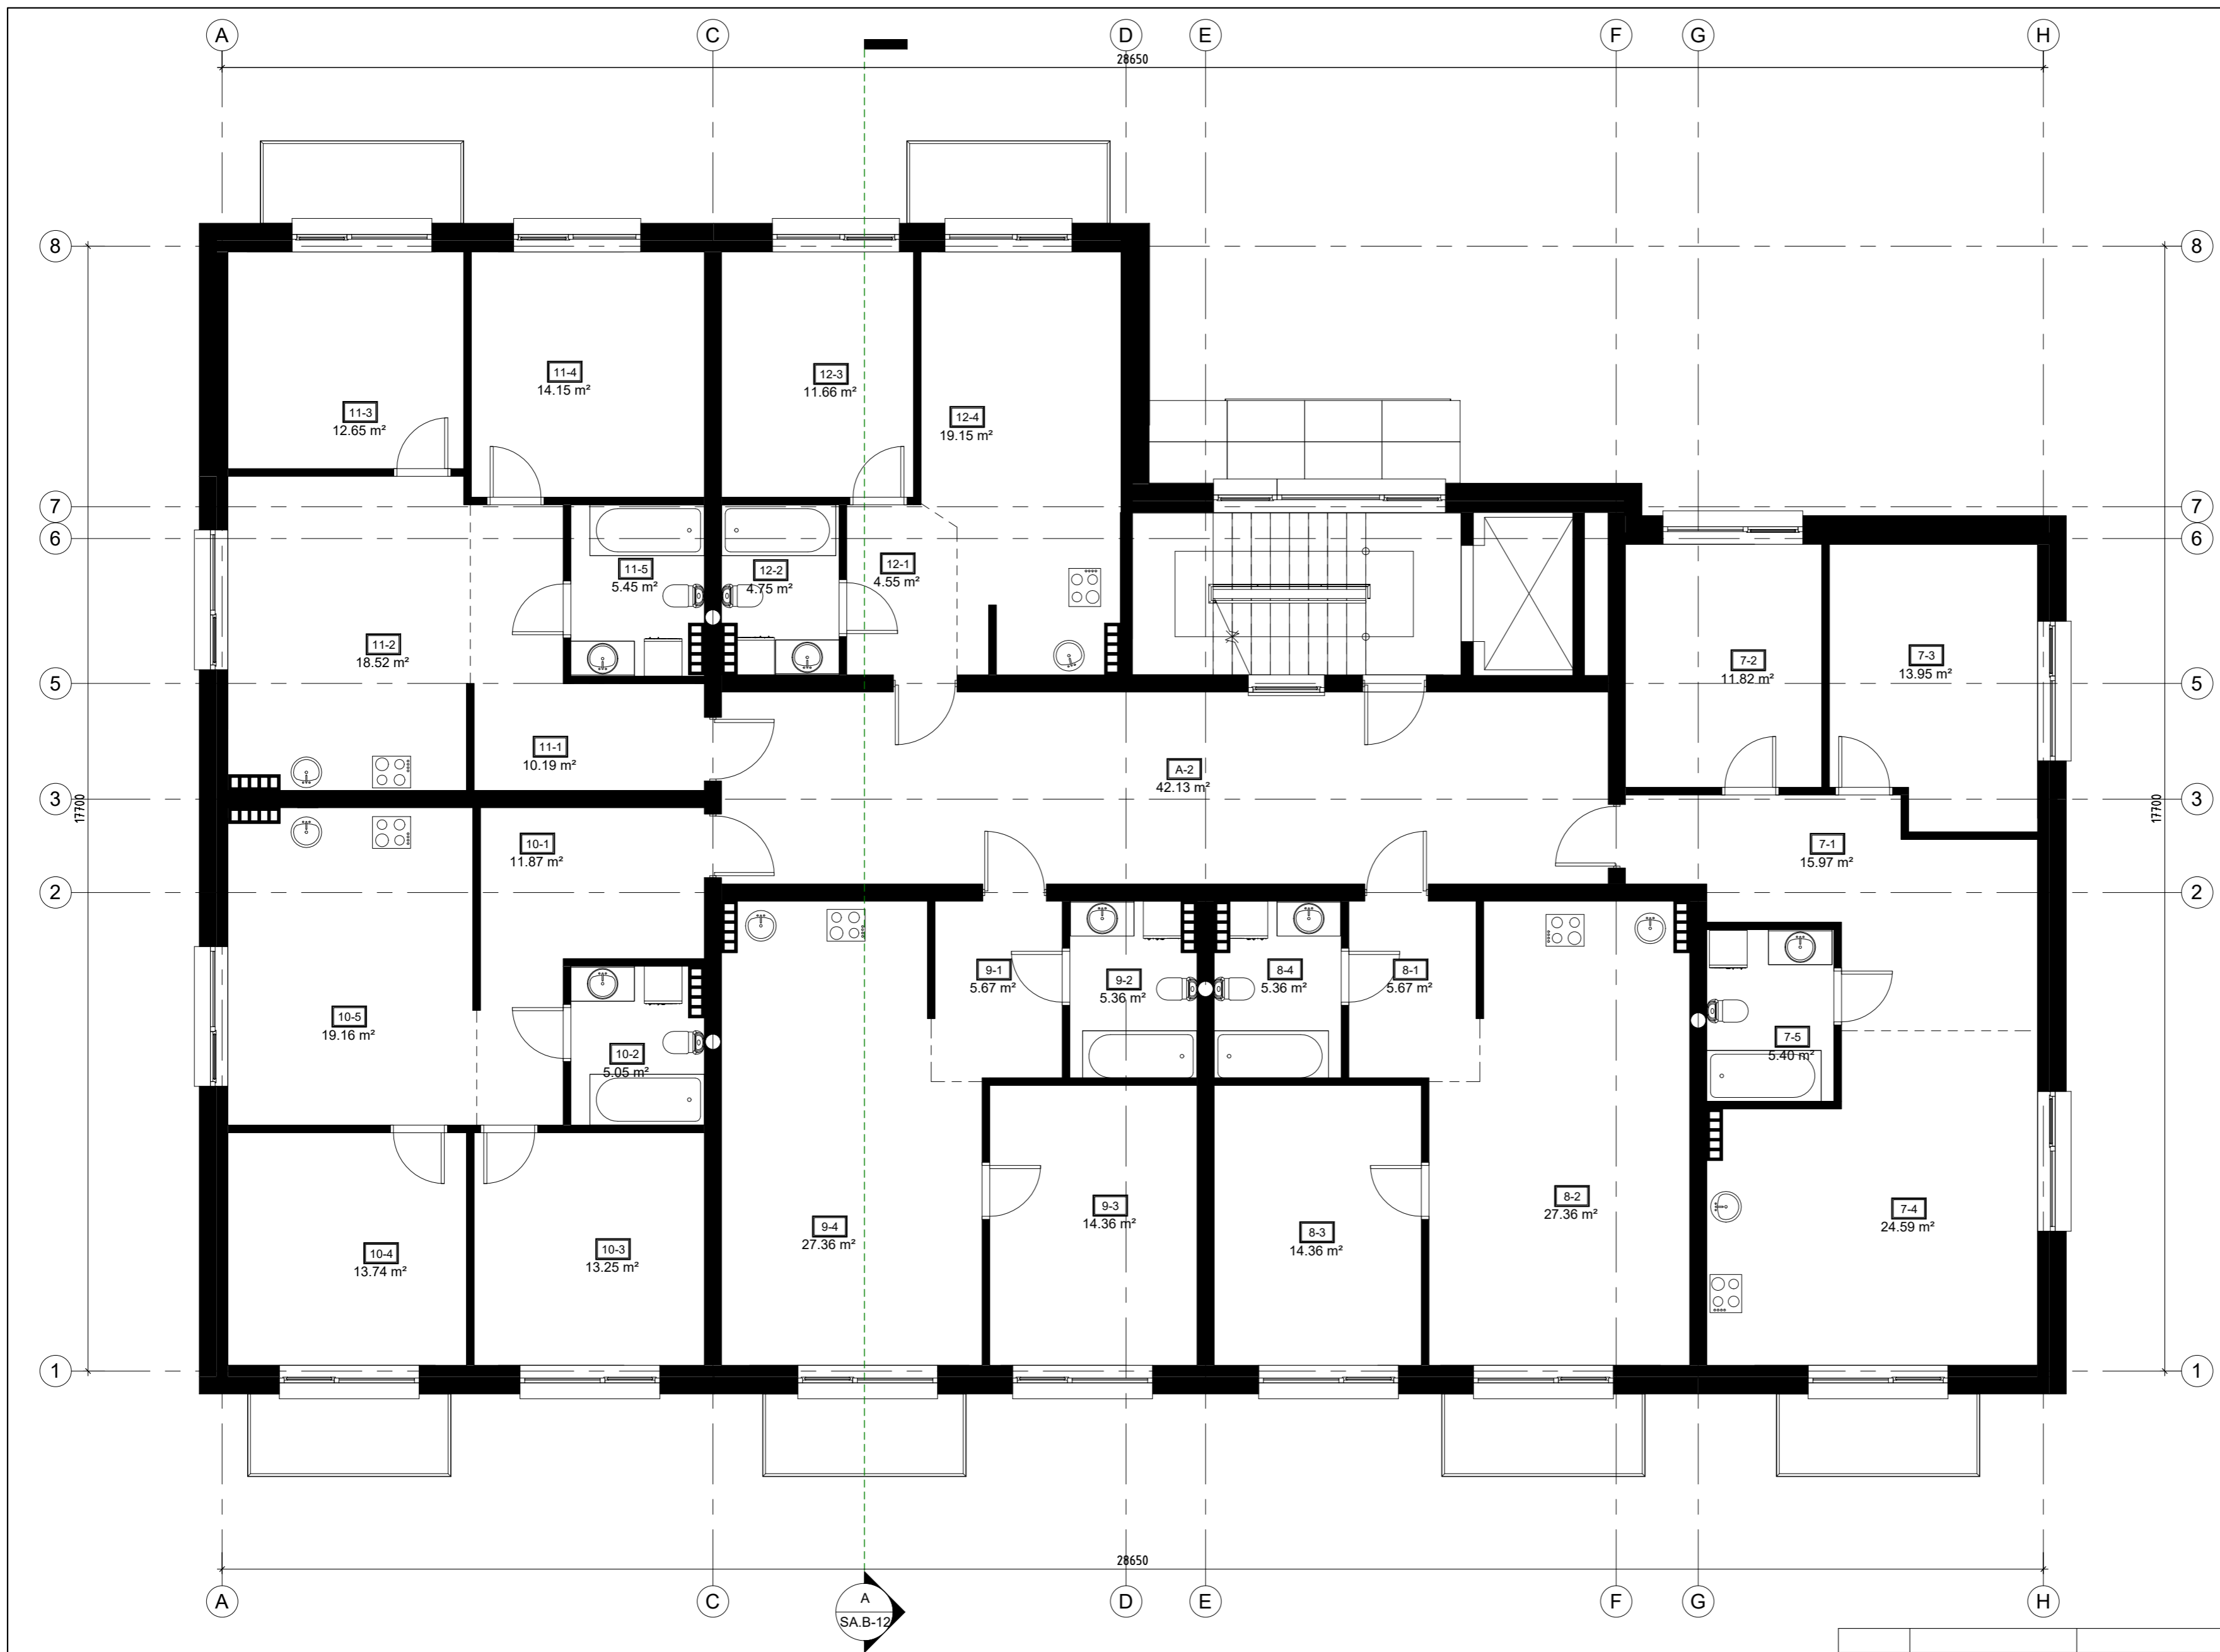 A C D E F G H
28650
8 8
11-4
14.15 m²
12-3
11.66 m²
11-3
12.65 m²
12-4
19.15 m²
7 7
6 6
11-5
5.45 m²
12-2
4.75 m²
12-1
4.55 m²
11-2
18.52 m²
7-2
11.82 m²
7-3
13.95 m²
5 5
11-1
10.19 m²
A-2
42.13 m²
3 3
17700
17700
10-1
11.87 m²
7-1
15.97 m²
2 2
9-1
5.67 m²
9-2
5.36 m²
8-4
5.36 m²
8-1
5.67 m²
10-5
19.16 m²
10-2
5.05 m²
7-5
5.40 m²
9-4
27.36 m²
9-3
14.36 m²
8-3
14.36 m²
8-2
27.36 m²
7-4
24.59 m²
10-4
13.74 m²
10-3
13.25 m²
1 1
28650
A C D E F G H
A
SA.B-12